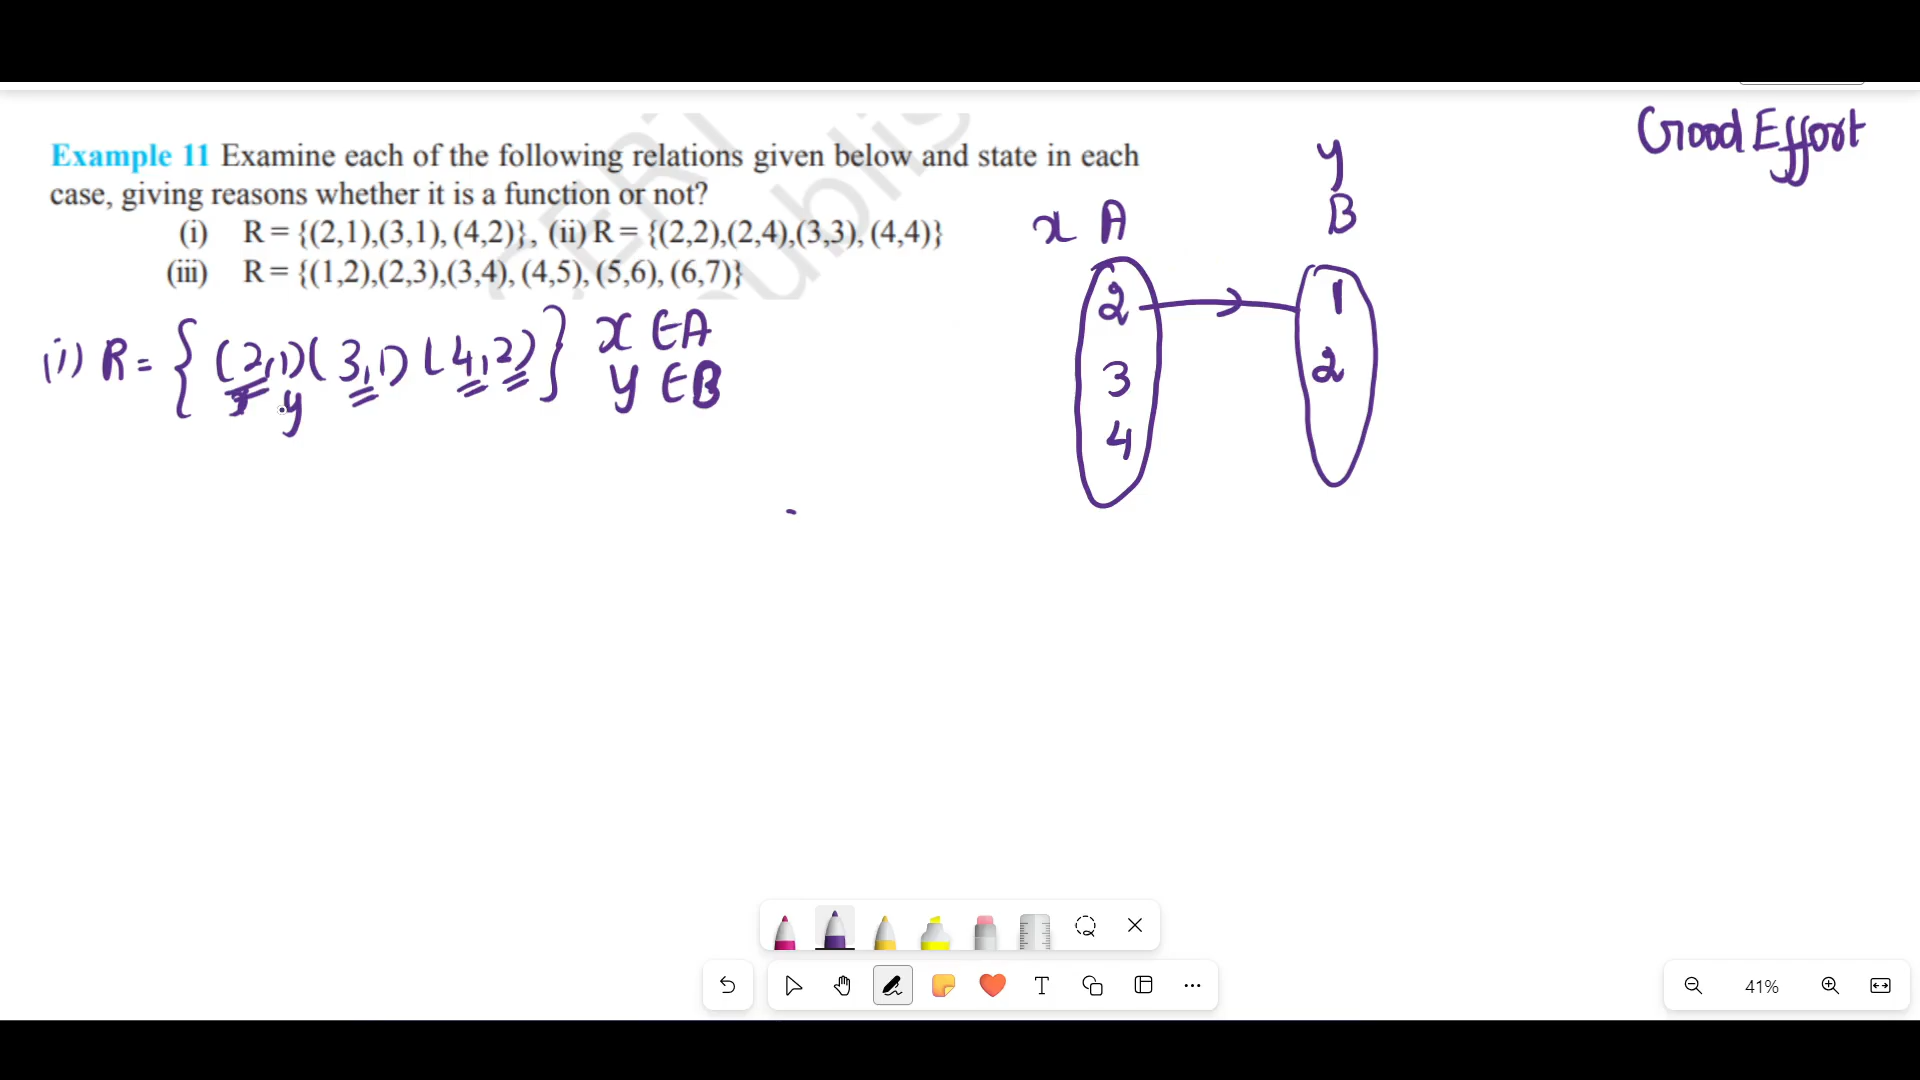 Good Effort
Example 11 Examine each of the following relations given below and state in each
case, giving reasons whether it is a function or not?
(i) R = {(2,1),(3,1), (4,2)}, (ii) R = {(2,2),(2,4),(3,3), (4,4)}
(iii) R = {(1,2),(2,3),(3,4), (4,5), (5,6), (6,7)}
(i) R = { (2,1) (3,1) (4,2) } x ∈ A
y ∈ B
x y
y
x A B
2 1
3 2
4
41%